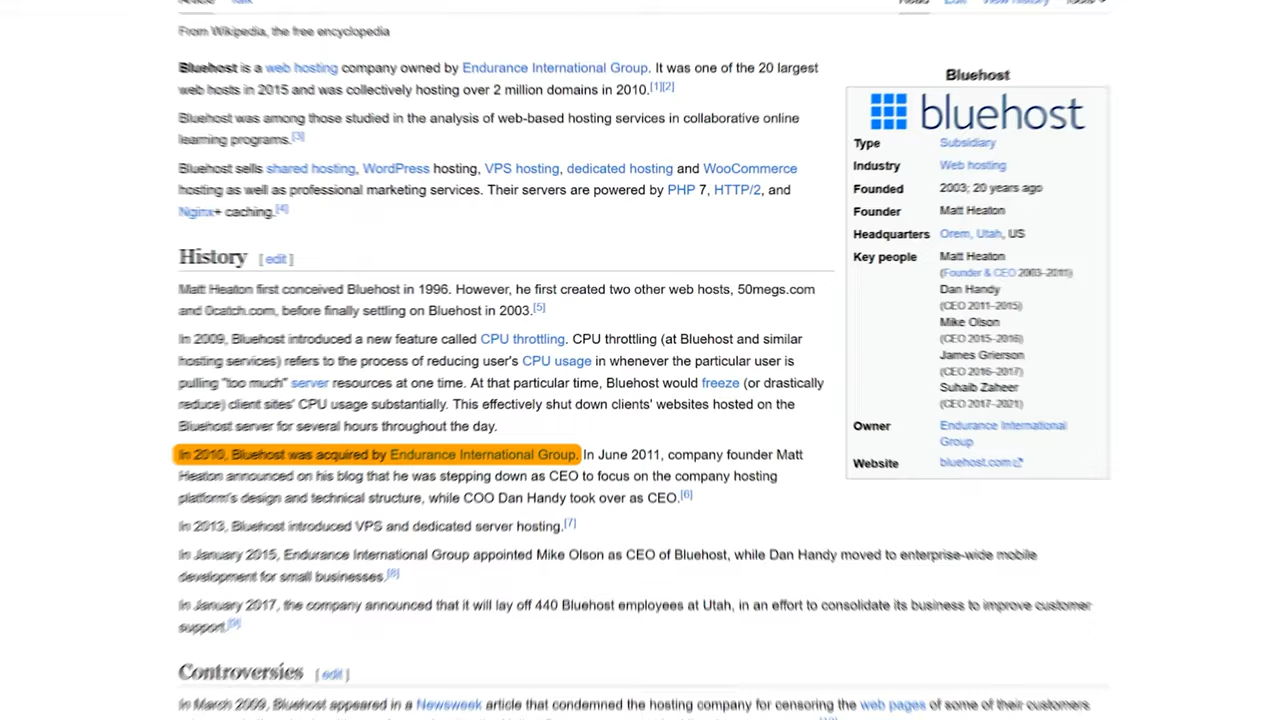 Article Talk Read Edit View history Tools
From Wikipedia, the free encyclopedia
Bluehost is a web hosting company owned by Endurance International Group. It was one of the 20 largest
web hosts in 2015 and was collectively hosting over 2 million domains in 2010.[1][2]
Bluehost was among those studied in the analysis of web-based hosting services in collaborative online
learning programs.[3]
Bluehost sells shared hosting, WordPress hosting, VPS hosting, dedicated hosting and WooCommerce
hosting as well as professional marketing services. Their servers are powered by PHP 7, HTTP/2, and
Nginx+ caching.[4]
History [edit]
Matt Heaton first conceived Bluehost in 1996. However, he first created two other web hosts, 50megs.com
and 0catch.com, before finally settling on Bluehost in 2003.[5]
In 2009, Bluehost introduced a new feature called CPU throttling. CPU throttling (at Bluehost and similar
hosting services) refers to the process of reducing user's CPU usage in whenever the particular user is
pulling "too much" server resources at one time. At that particular time, Bluehost would freeze (or drastically
reduce) client sites' CPU usage substantially. This effectively shut down clients' websites hosted on the
Bluehost server for several hours throughout the day.
In 2010, Bluehost was acquired by Endurance International Group. In June 2011, company founder Matt
Heaton announced on his blog that he was stepping down as CEO to focus on the company hosting
platform's design and technical structure, while COO Dan Handy took over as CEO.[6]
In 2013, Bluehost introduced VPS and dedicated server hosting.[7]
In January 2015, Endurance International Group appointed Mike Olson as CEO of Bluehost, while Dan Handy moved to enterprise-wide mobile
development for small businesses.[8]
In January 2017, the company announced that it will lay off 440 Bluehost employees at Utah, in an effort to consolidate its business to improve customer
support.[9]
Controversies [edit]
In March 2009, Bluehost appeared in a Newsweek article that condemned the hosting company for censoring the web pages of some of their customers
Bluehost
bluehost
Type Subsidiary
Industry Web hosting
Founded 2003; 20 years ago
Founder Matt Heaton
Headquarters Orem, Utah, US
Key people Matt Heaton
(Founder & CEO 2003–2011)
Dan Handy
(CEO 2011–2015)
Mike Olson
(CEO 2015–2016)
James Grierson
(CEO 2016–2017)
Suhaib Zaheer
(CEO 2017–2021)
Owner Endurance International
Group
Website bluehost.com